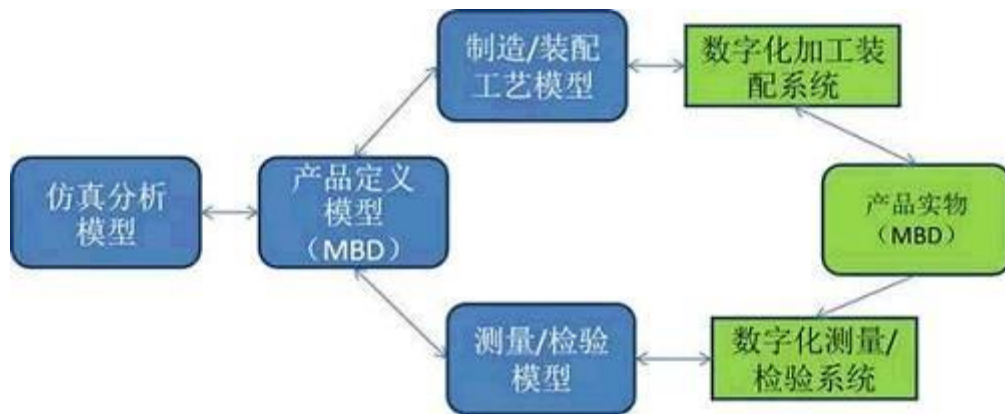 制造/装配
工艺模型
数字化加工装
配系统
仿真分析
模型
产品定义
模型
（MBD）
产品实物
（MBD）
测量/检验
模型
数字化测量/
检验系统